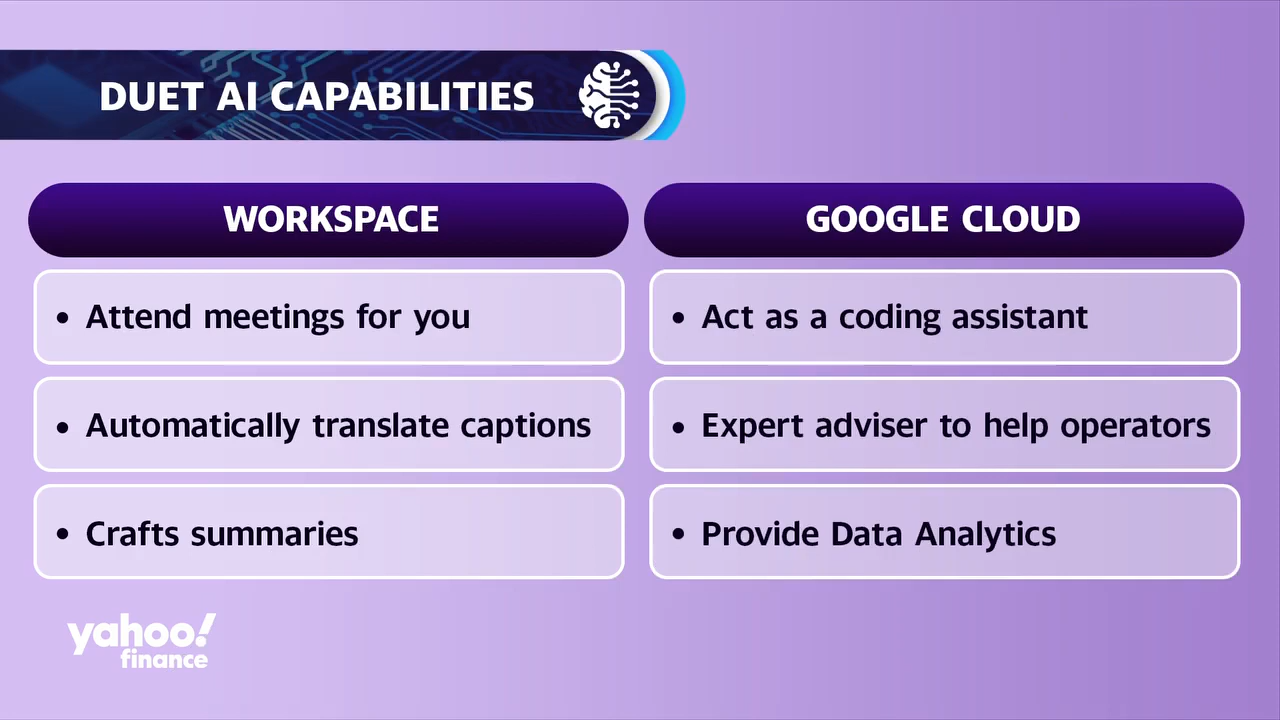 DUET AI CAPABILITIES
WORKSPACE
• Attend meetings for you
• Automatically translate captions
• Crafts summaries
GOOGLE CLOUD
• Act as a coding assistant
• Expert adviser to help operators
• Provide Data Analytics
yahoo!
finance